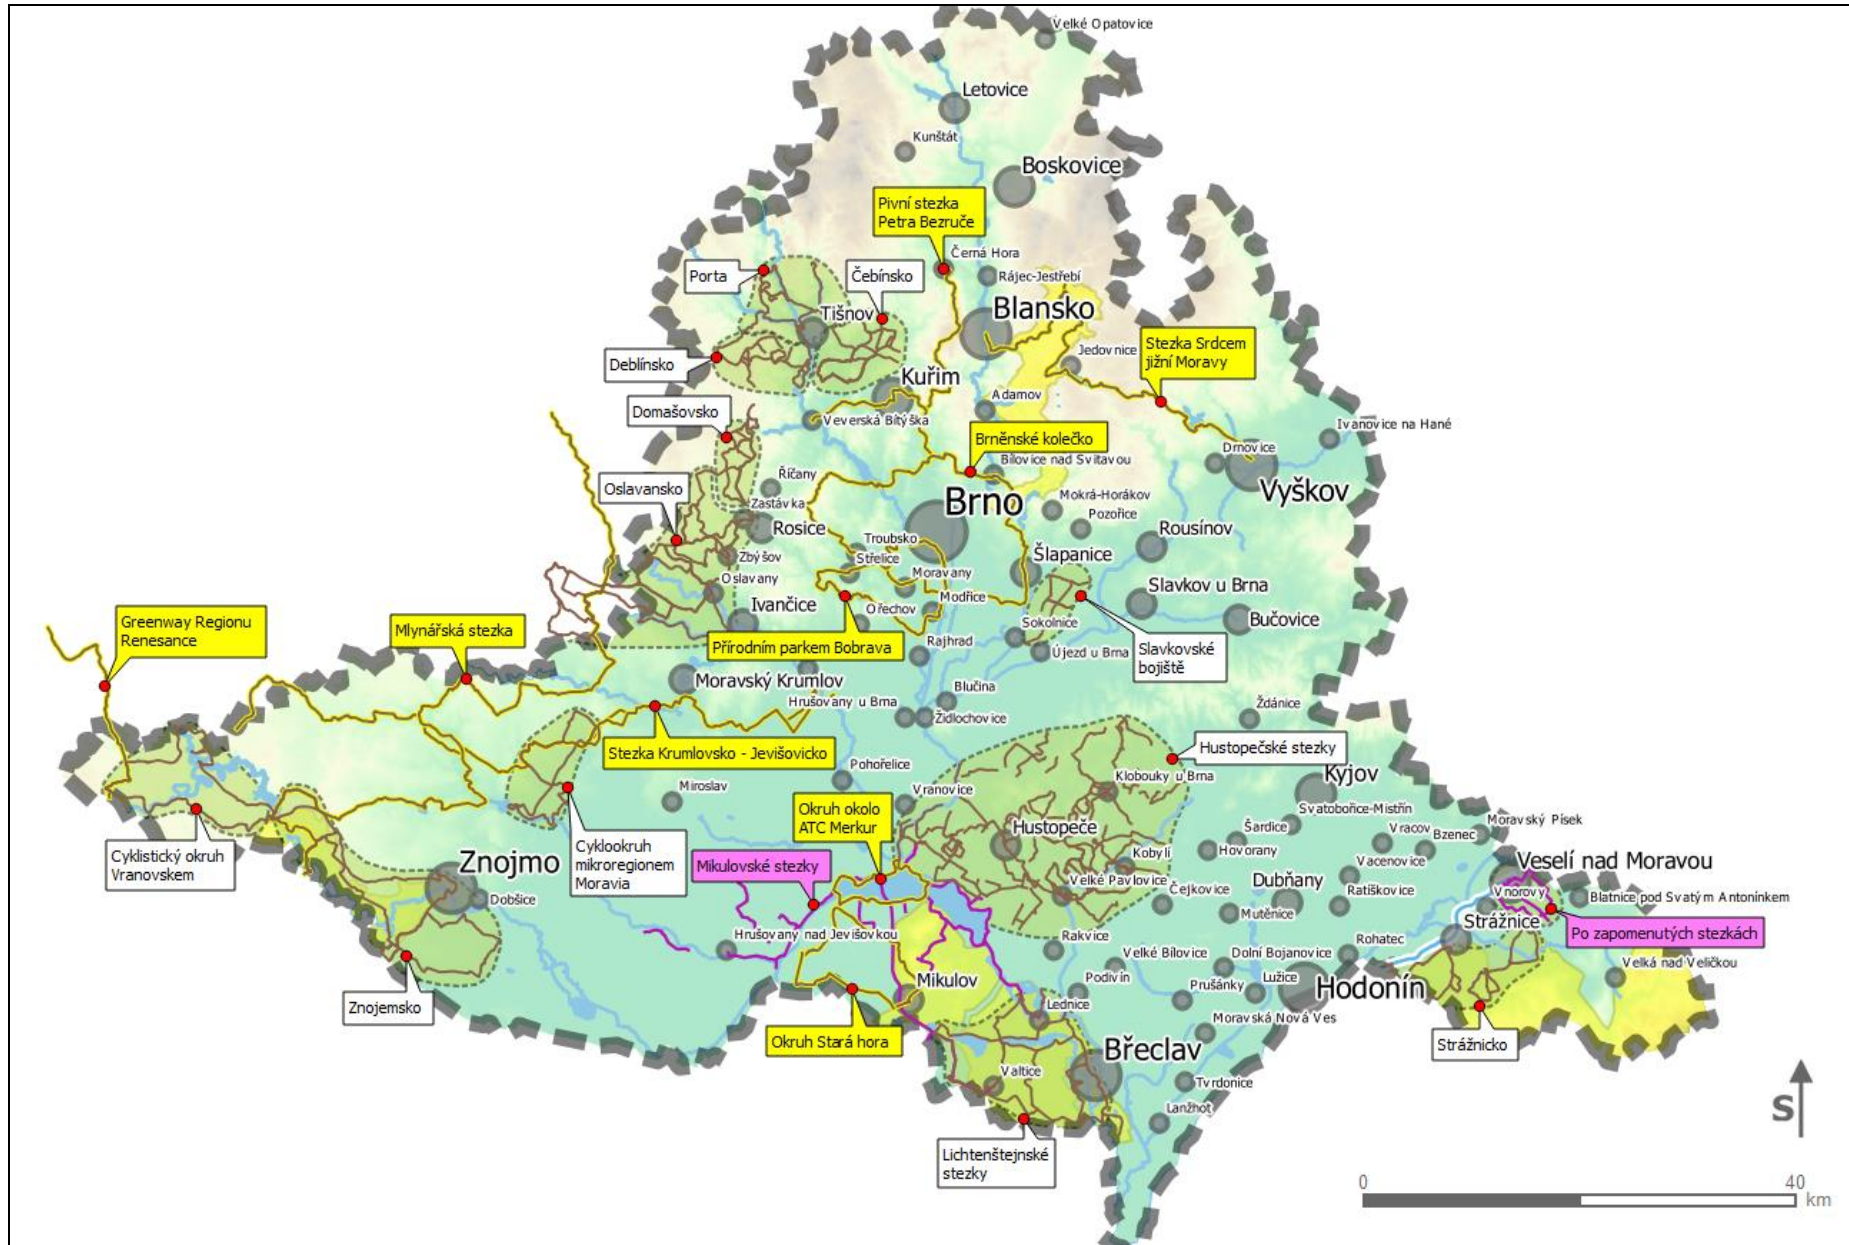 Velké Opatovice
Letovice
Kunštát
Boskovice
Pivní stezka
Petra Bezruče
Černá Hora
Porta
Čebínsko
Rájec-Jestřebí
Blansko
Tišnov
Stezka Srdcem
jižní Moravy
Jedovnice
Deblínsko
Kuřim
Adamov
Domašovsko
Veverská Bítýška
Ivanovice na Hané
Brněnské kolečko
Drnovice
Bílovice nad Svitavou
Říčany
Oslavansko
Vyškov
Brno
Mokrá-Horákov
Zastávka
Pozořice
Rosice
Rousínov
Troubsko
Střelice
Šlapanice
Zbýšov
Moravany
Oslavany
Slavkov u Brna
Modřice
Ivančice
Ořechov
Bučovice
Greenway Regionu
Renesance
Mlynářská stezka
Sokolnice
Přírodním parkem Bobrava
Rajhrad
Slavkovské
bojiště
Újezd u Brna
Moravský Krumlov
Blučina
Hrušovany u Brna
Židlochovice
Ždánice
Stezka Krumlovsko - Jevišovicko
Hustopečské stezky
Pohořelice
Klobouky u Brna
Kyjov
Miroslav
Vranovice
Okruh okolo
ATC Merkur
Svatobořice-Mistřín
Hustopeče
Šardice
Vracov
Bzenec
Moravský Písek
Cyklistický okruh
Vranovskem
Znojmo
Cyklookruh
mikroregionem
Moravia
Mikulovské stezky
Kobylí
Hovorany
Vacenovice
Veselí nad Moravou
Velké Pavlovice
Čejkovice
Dubňany
Ratíškovice
Vnorovy
Blatnice pod Svatým Antonínkem
Dobšice
Mutěnice
Strážnice
Hrušovany nad Jevišovkou
Rakvice
Rohatec
Po zapomenutých stezkách
Velké Bílovice
Dolní Bojanovice
Velká nad Veličkou
Mikulov
Podivín
Lužice
Prušánky
Hodonín
Znojemsko
Lednice
Moravská Nová Ves
Okruh Stará hora
Strážnicko
Břeclav
Valtice
Tvrdonice
Lanžhot
S
Lichtenštejnské
stezky
0 40
km